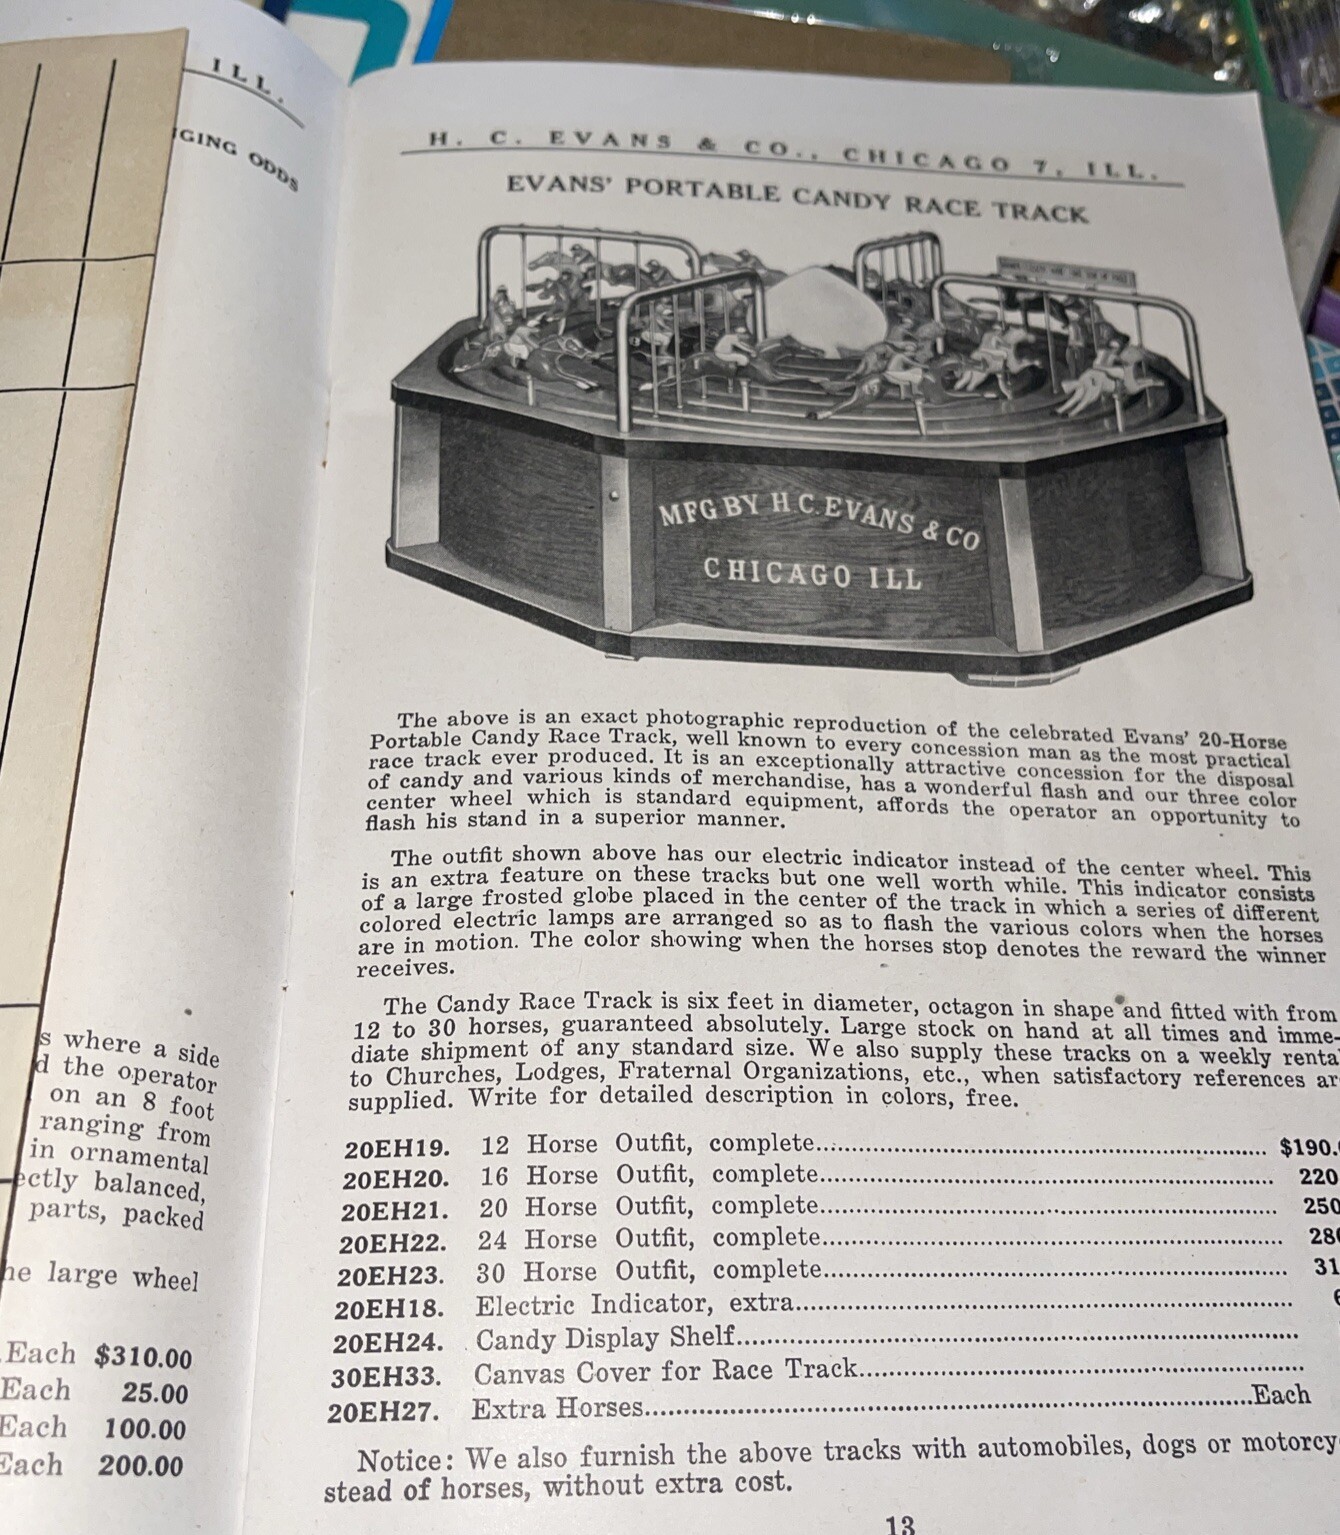 ILL.
GING ODDS
s where a side
d the operator
on an 8 foot
ranging from
in ornamental
ectly balanced,
parts, packed
he large wheel
Each $310.00
Each 25.00
Each 100.00
Each 200.00
H. C. EVANS & CO., CHICAGO 7, ILL.
EVANS' PORTABLE CANDY RACE TRACK
MFG BY H C. EVANS & CO
CHICAGO ILL
The above is an exact photographic reproduction of the celebrated Evans' 20-Horse
Portable Candy Race Track, well known to every concession man as the most practical
race track ever produced. It is an exceptionally attractive concession for the disposal
of candy and various kinds of merchandise, has a wonderful flash and our three color
center wheel which is standard equipment, affords the operator an opportunity to
flash his stand in a superior manner.
The outfit shown above has our electric indicator instead of the center wheel. This
is an extra feature on these tracks but one well worth while. This indicator consists
of a large frosted globe placed in the center of the track in which a series of different
colored electric lamps are arranged so as to flash the various colors when the horses
are in motion. The color showing when the horses stop denotes the reward the winner
receives.
The Candy Race Track is six feet in diameter, octagon in shape and fitted with from
12 to 30 horses, guaranteed absolutely. Large stock on hand at all times and imme-
diate shipment of any standard size. We also supply these tracks on a weekly renta
to Churches, Lodges, Fraternal Organizations, etc., when satisfactory references ar
supplied. Write for detailed description in colors, free.
20EH19. 12 Horse Outfit, complete $190.
20EH20. 16 Horse Outfit, complete 220
20EH21. 20 Horse Outfit, complete 250
20EH22. 24 Horse Outfit, complete 28
20EH23. 30 Horse Outfit, complete 31
20EH18. Electric Indicator, extra
20EH24. Candy Display Shelf
30EH33. Canvas Cover for Race Track
20EH27. Extra Horses Each
Notice: We also furnish the above tracks with automobiles, dogs or motorcy
stead of horses, without extra cost.
13